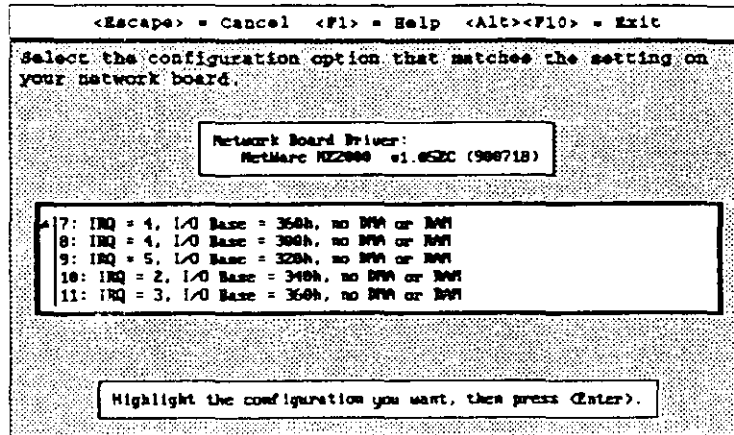 <Escape> = Cancel <F1> = Help <Alt><F10> = Exit
Select the configuration option that matches the setting on
your network board.
Network Board Driver:
NetWare NE2000 v1.05EC (900718)
7: IRQ = 4, I/O Base = 360h, no DMA or RAM
8: IRQ = 4, I/O Base = 300h, no DMA or RAM
9: IRQ = 5, I/O Base = 320h, no DMA or RAM
10: IRQ = 2, I/O Base = 340h, no DMA or RAM
11: IRQ = 3, I/O Base = 360h, no DMA or RAM
Highlight the configuration you want, then press <Enter>.